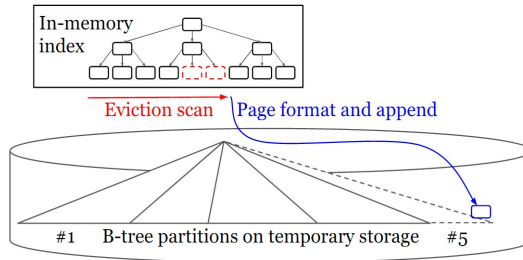 In-memory
index
Eviction scan
Page format and append
#1 B-tree partitions on temporary storage #5